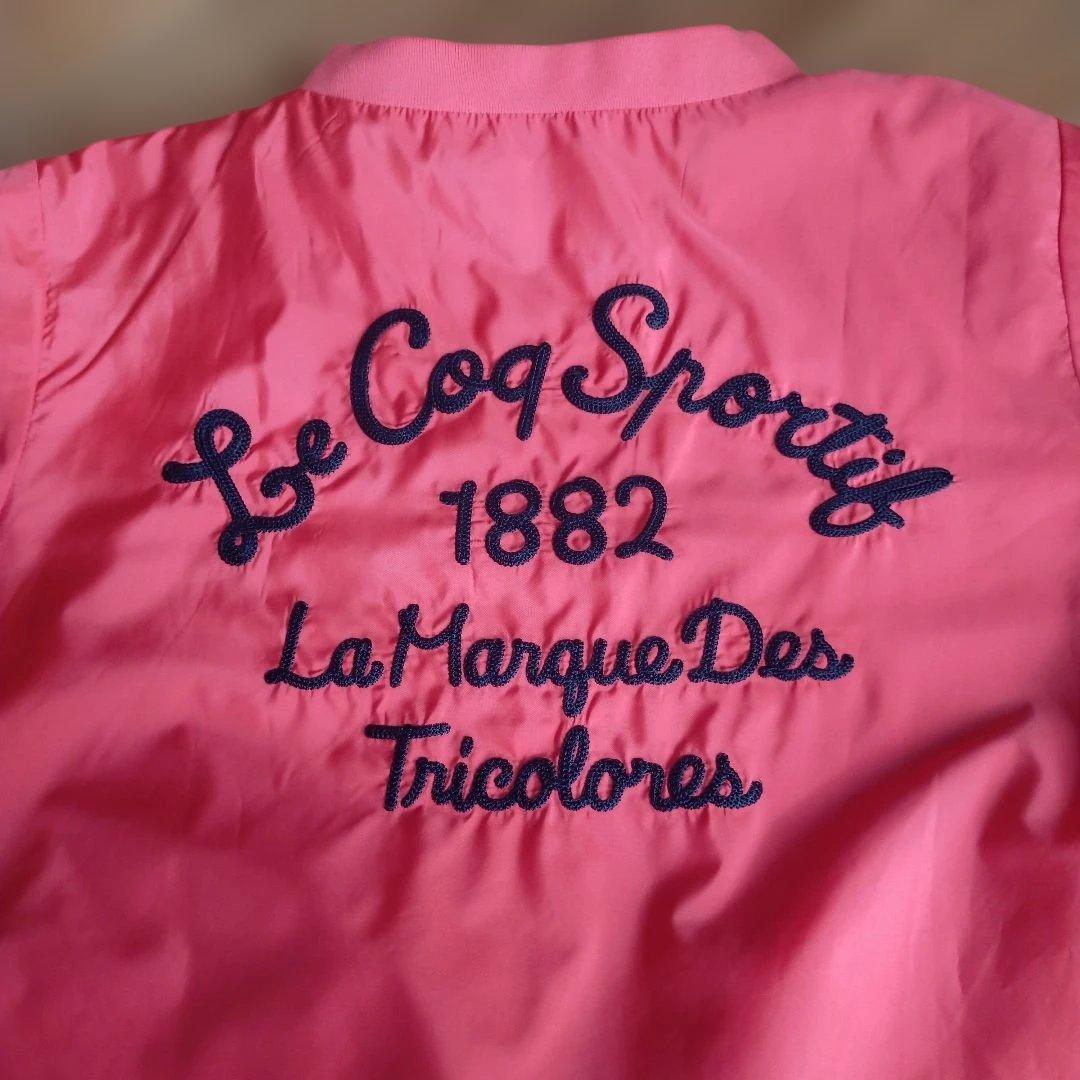 Le Coq Sportif
1882
La Marque Des
Tricolores